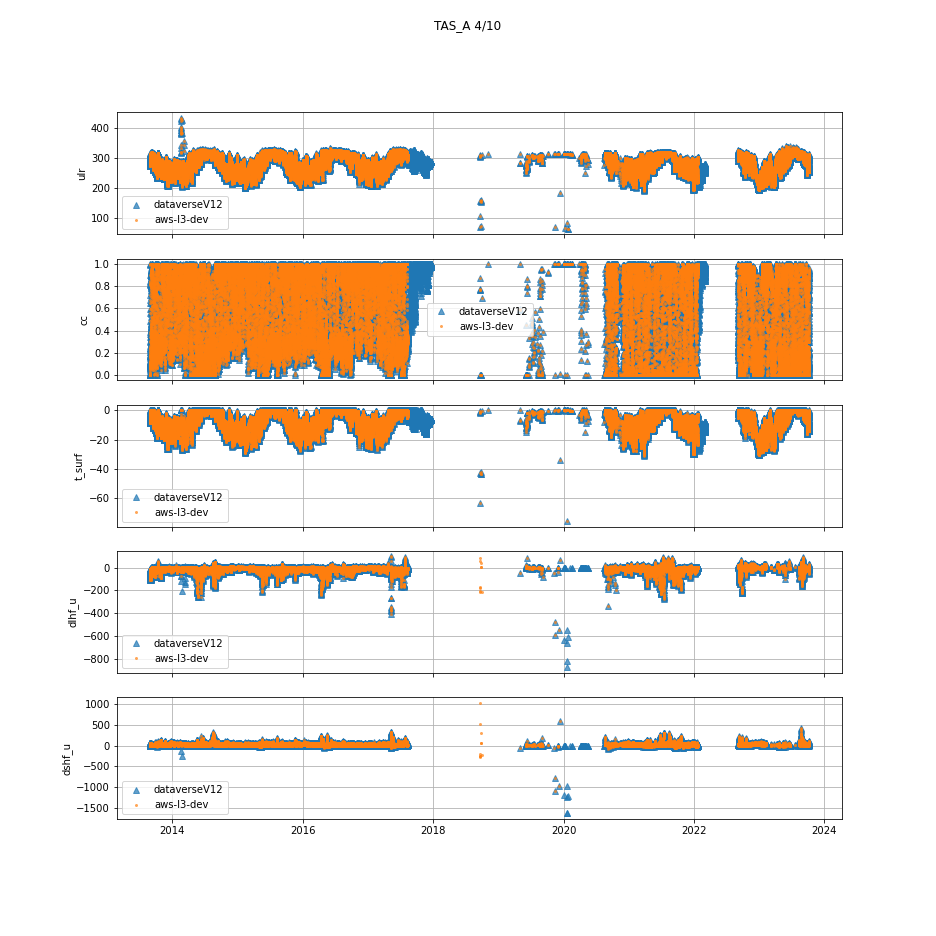 TAS_A 4/10
400
300
200
100
ulr
dataverseV12
aws-l3-dev
1.0
0.8
0.6
0.4
0.2
0.0
cc
dataverseV12
aws-l3-dev
0
−20
−40
−60
t_surf
dataverseV12
aws-l3-dev
0
−200
−400
−600
−800
dlhf_u
dataverseV12
aws-l3-dev
1000
500
0
−500
−1000
−1500
dshf_u
dataverseV12
aws-l3-dev
2014 2016 2018 2020 2022 2024